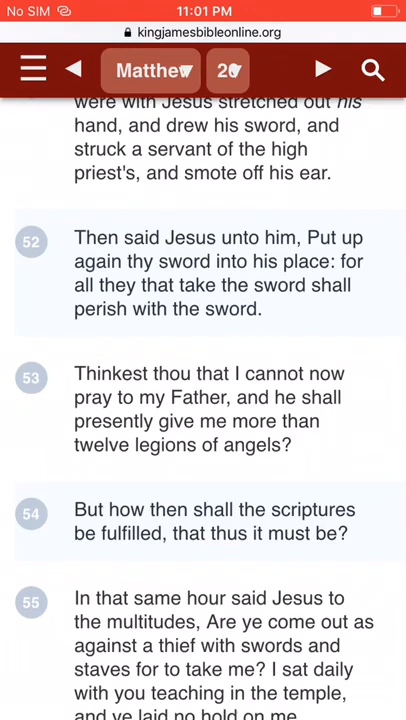 No SIM 11:01 PM
kingjamesbibleonline.org
Matthew 26
were with Jesus stretched out his
hand, and drew his sword, and
struck a servant of the high
priest's, and smote off his ear.
52 Then said Jesus unto him, Put up
again thy sword into his place: for
all they that take the sword shall
perish with the sword.
53 Thinkest thou that I cannot now
pray to my Father, and he shall
presently give me more than
twelve legions of angels?
54 But how then shall the scriptures
be fulfilled, that thus it must be?
55 In that same hour said Jesus to
the multitudes, Are ye come out as
against a thief with swords and
staves for to take me? I sat daily
with you teaching in the temple,
and ye laid no hold on me.